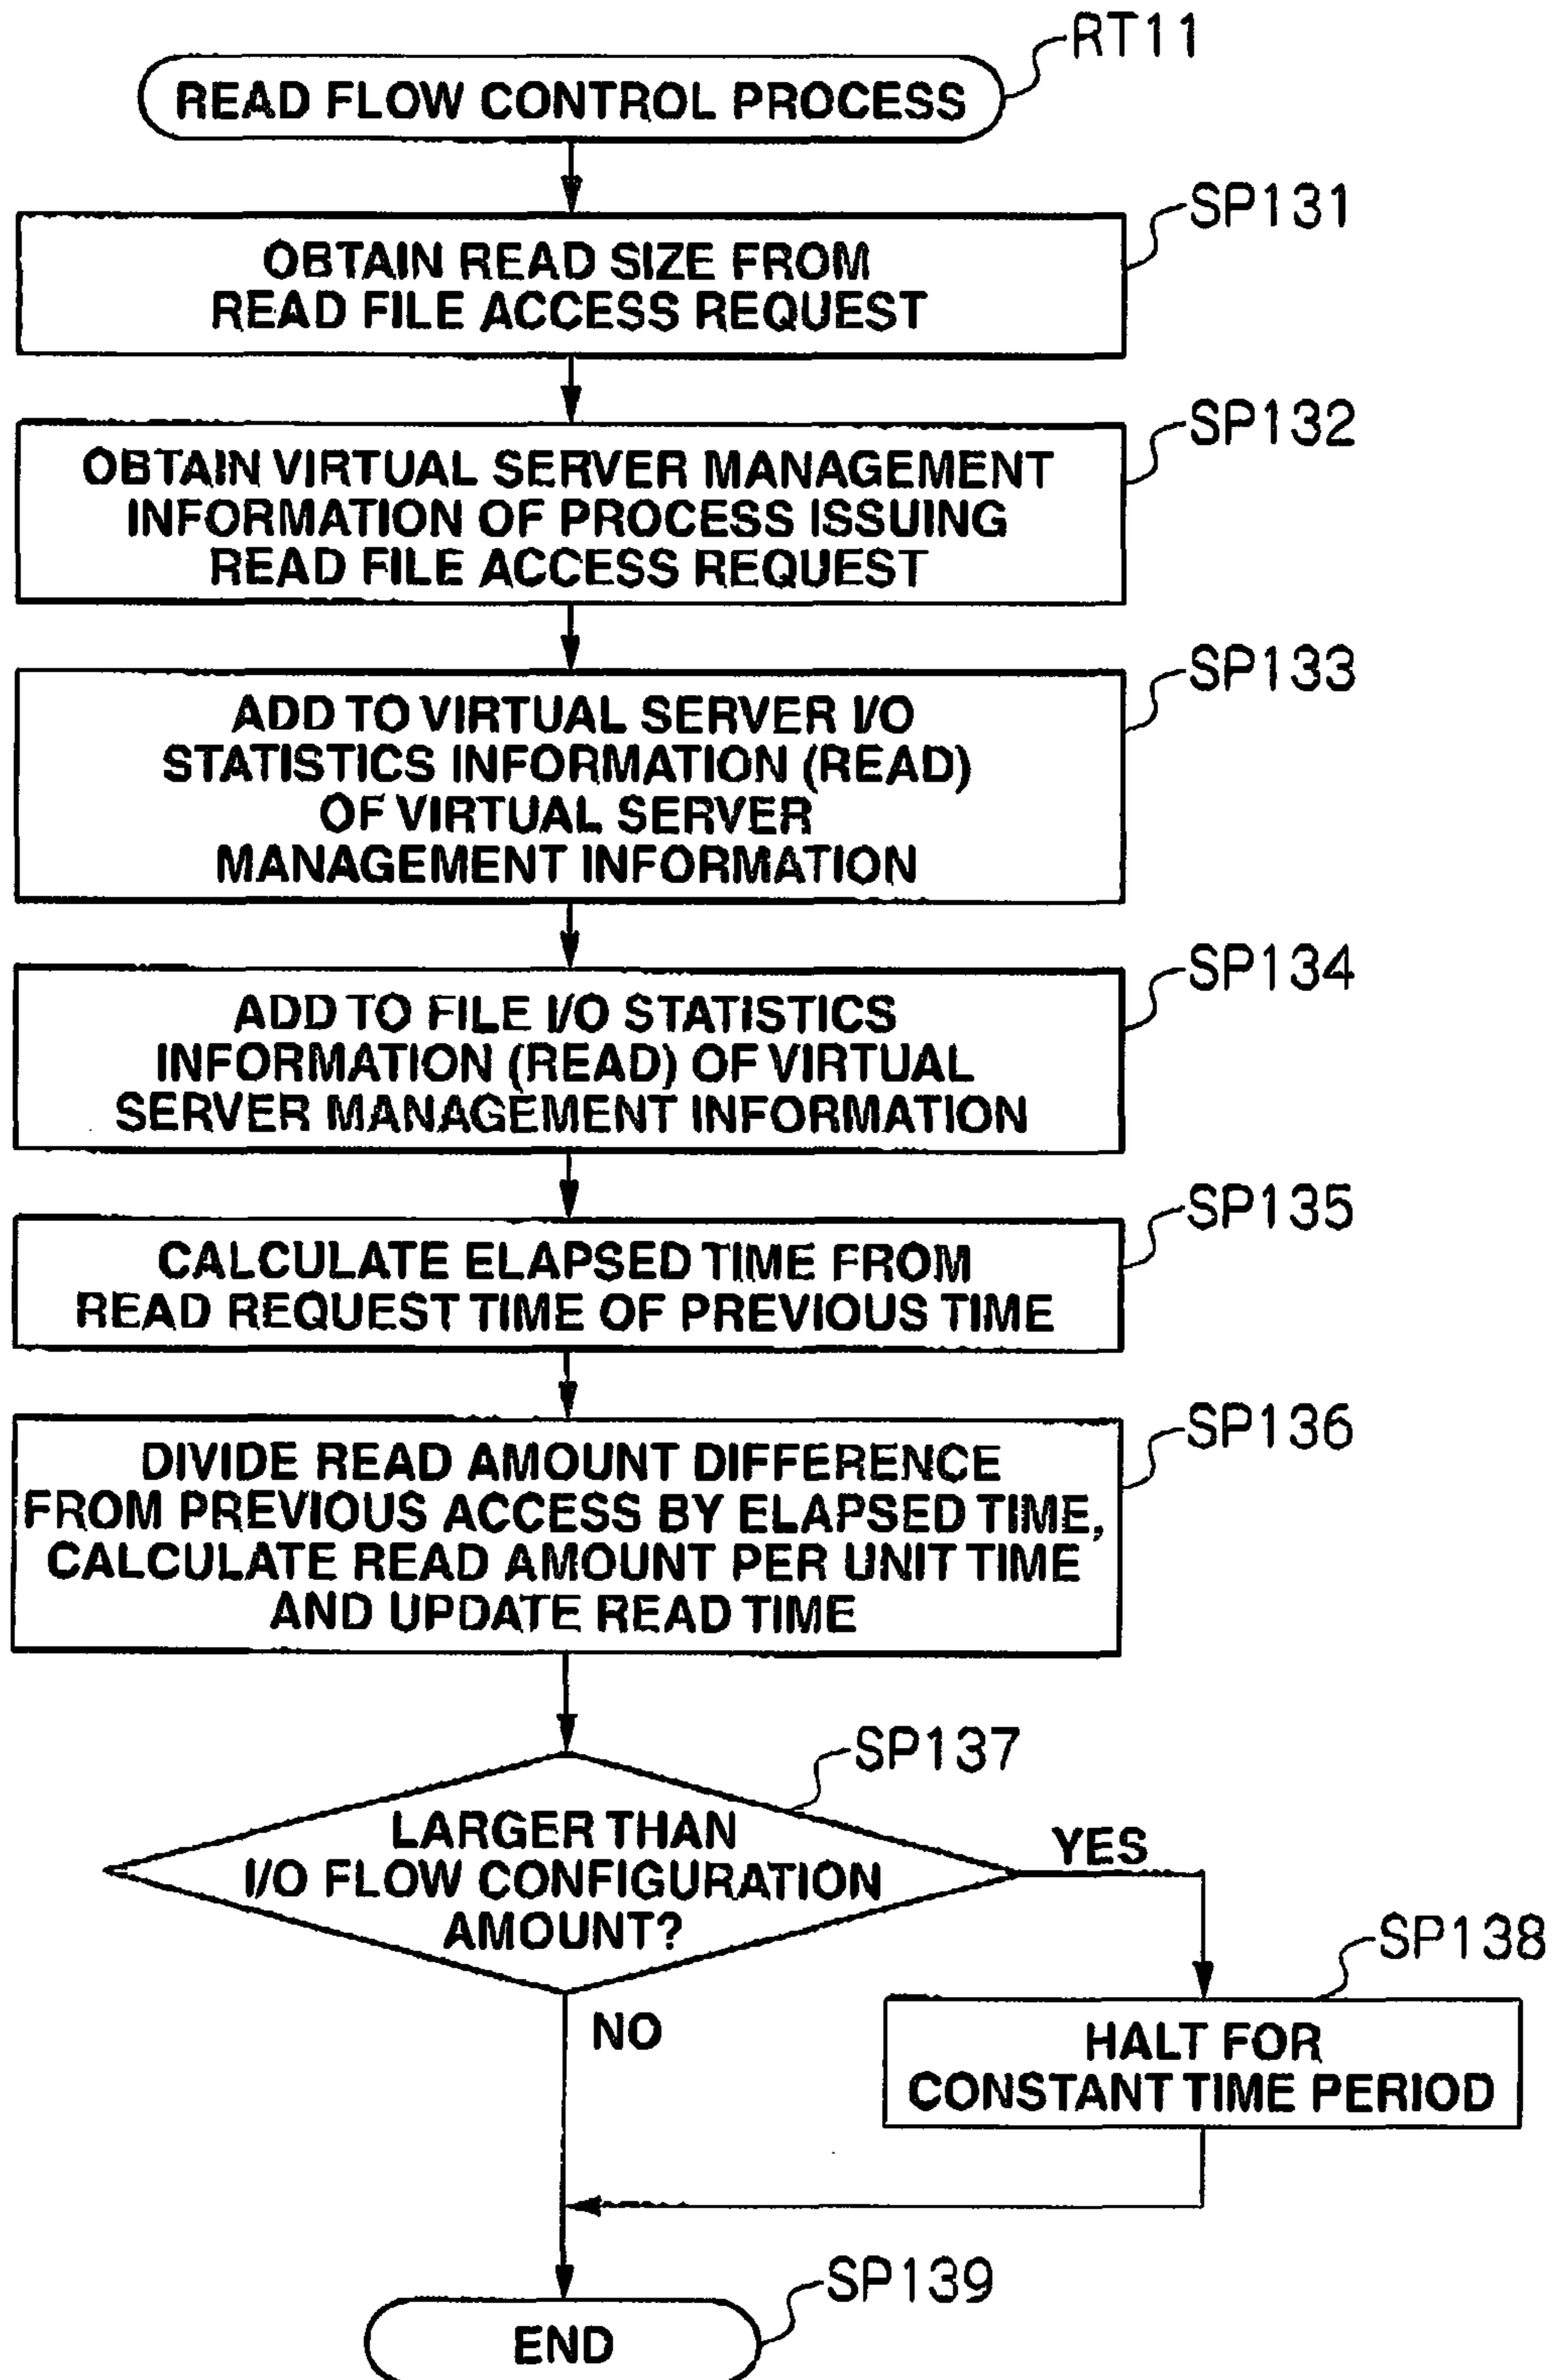 RT11
READ FLOW CONTROL PROCESS
SP131
OBTAIN READ SIZE FROM
READ FILE ACCESS REQUEST
SP132
OBTAIN VIRTUAL SERVER MANAGEMENT
INFORMATION OF PROCESS ISSUING
READ FILE ACCESS REQUEST
SP133
ADD TO VIRTUAL SERVER I/O
STATISTICS INFORMATION (READ)
OF VIRTUAL SERVER
MANAGEMENT INFORMATION
SP134
ADD TO FILE I/O STATISTICS
INFORMATION (READ) OF VIRTUAL
SERVER MANAGEMENT INFORMATION
SP135
CALCULATE ELAPSED TIME FROM
READ REQUEST TIME OF PREVIOUS TIME
SP136
DIVIDE READ AMOUNT DIFFERENCE
FROM PREVIOUS ACCESS BY ELAPSED TIME,
CALCULATE READ AMOUNT PER UNIT TIME
AND UPDATE READ TIME
SP137
LARGER THAN
I/O FLOW CONFIGURATION
AMOUNT?
YES
NO
SP138
HALT FOR
CONSTANT TIME PERIOD
SP139
END